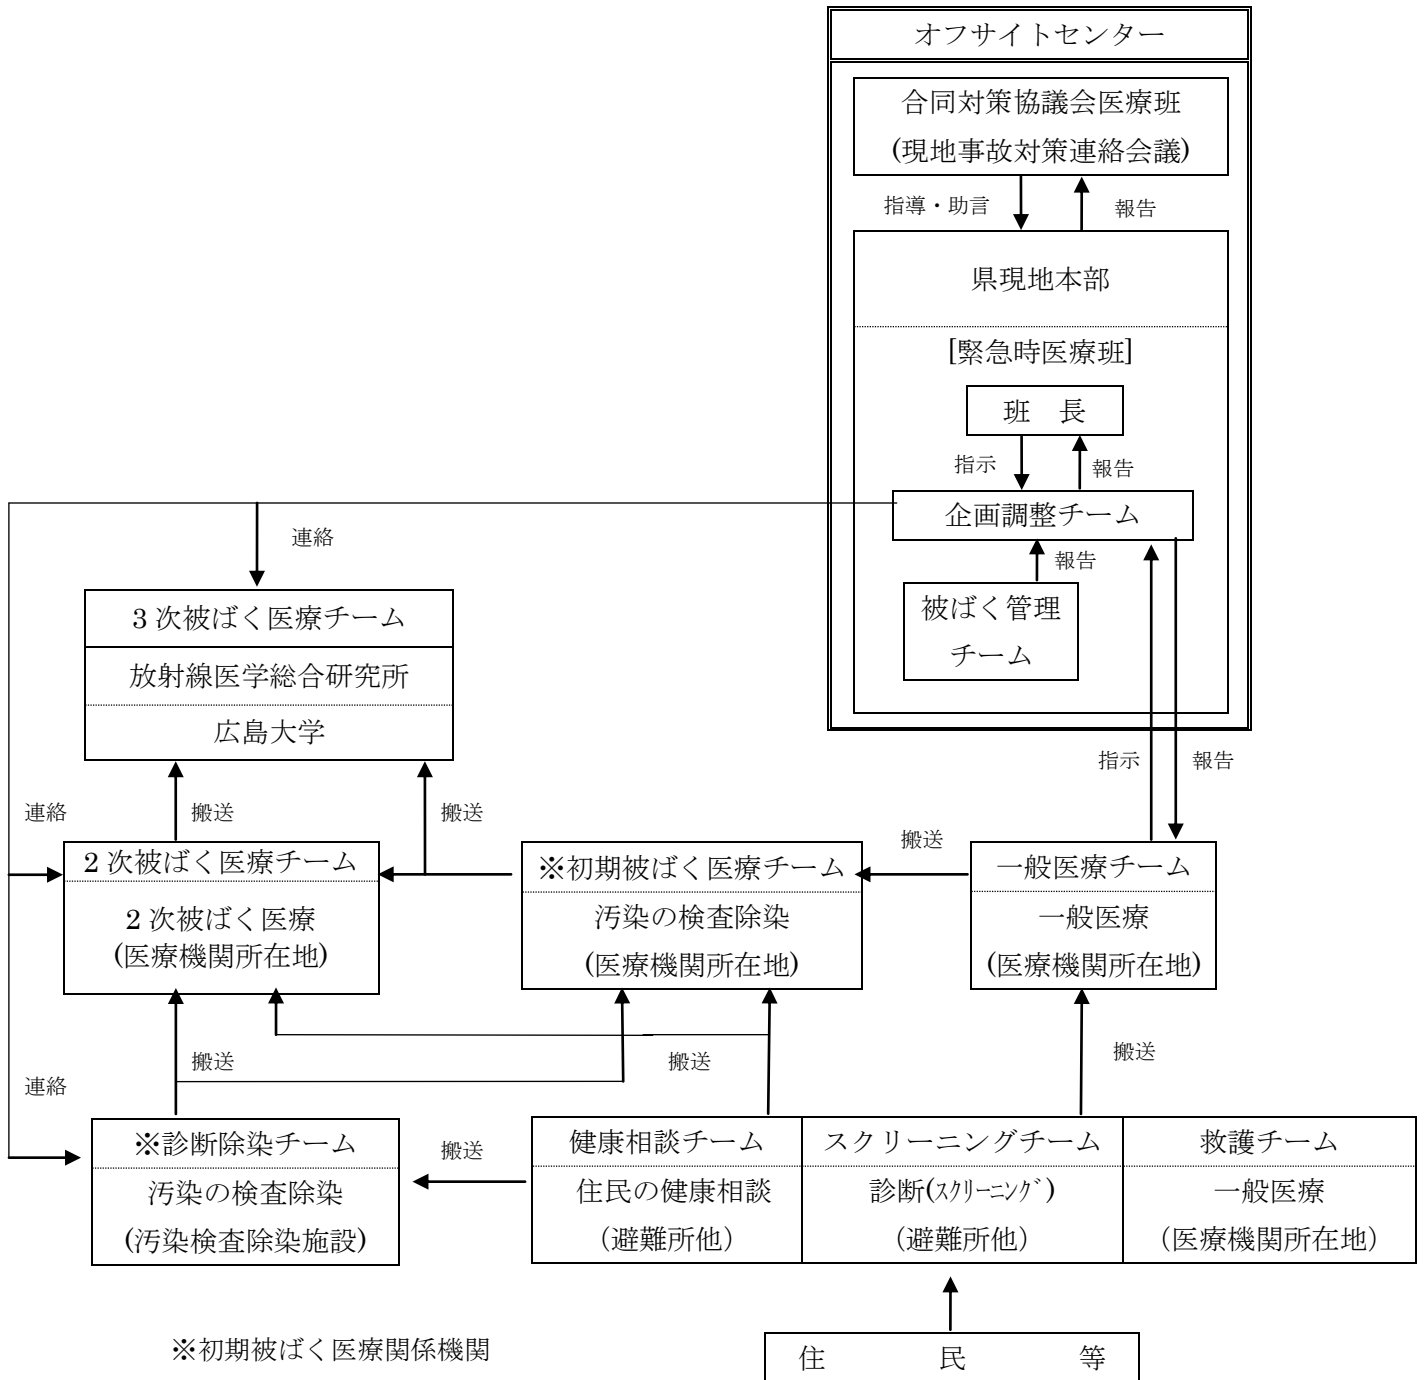 オフサイトセンター
合同対策協議会医療班
(現地事故対策連絡会議)
指導・助言
報告
県現地本部
[緊急時医療班]
班　長
指示
報告
企画調整チーム
連絡
報告
被ばく管理
チーム
3次被ばく医療チーム
放射線医学総合研究所
広島大学
指示
報告
連絡
搬送
搬送
搬送
2次被ばく医療チーム
2次被ばく医療
(医療機関所在地)
※初期被ばく医療チーム
汚染の検査除染
(医療機関所在地)
一般医療チーム
一般医療
(医療機関所在地)
搬送
搬送
搬送
連絡
※診断除染チーム
汚染の検査除染
(汚染検査除染施設)
搬送
健康相談チーム
住民の健康相談
(避難所他)
スクリーニングチーム
診断(ｽｸﾘｰﾆﾝｸﾞ)
(避難所他)
救護チーム
一般医療
(医療機関所在地)
※初期被ばく医療関係機関
住　民　等